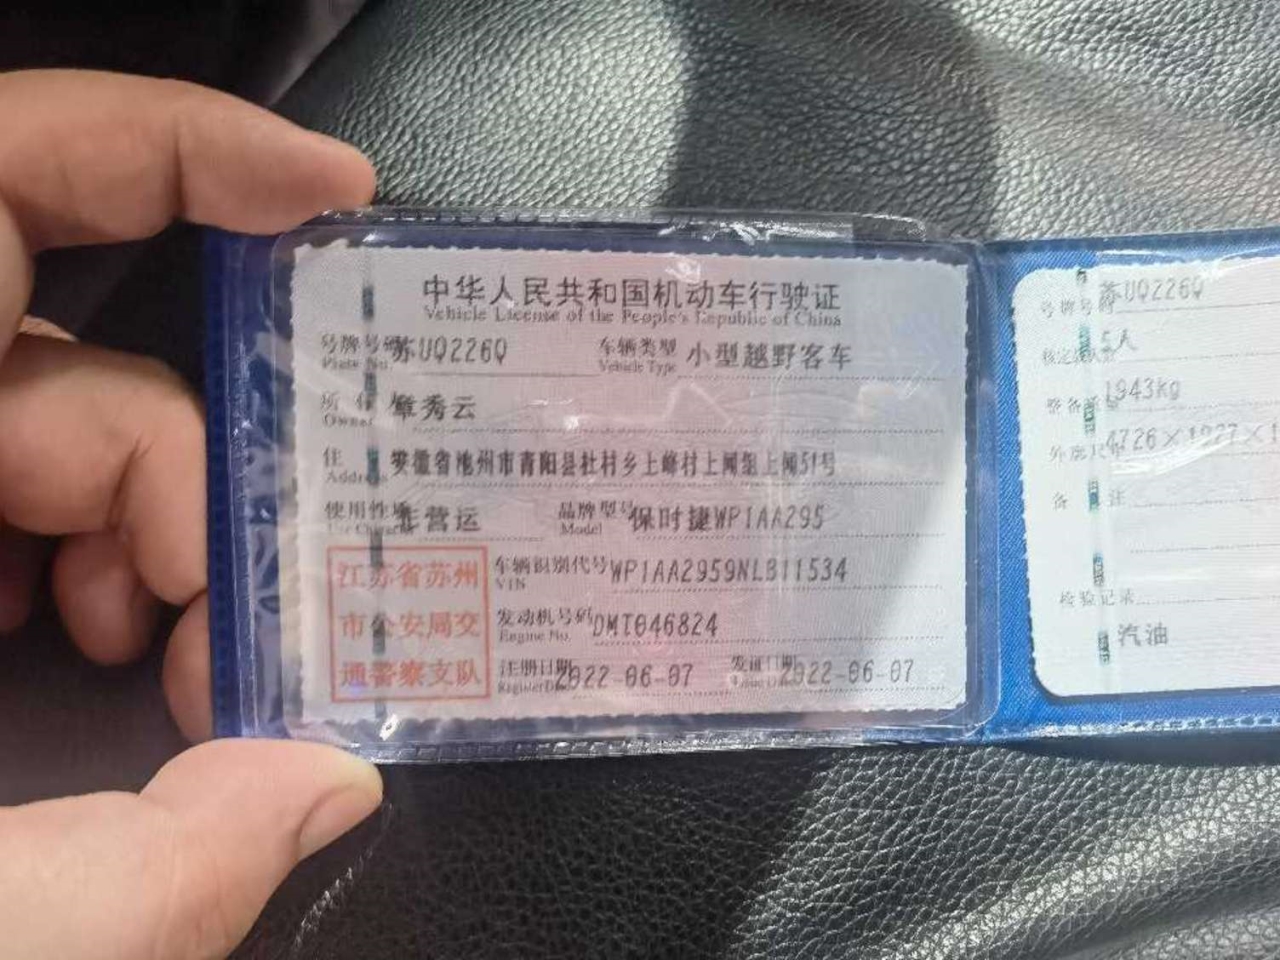 中华人民共和国机动车行驶证
Vehicle License of the People's Republic of China
号牌号码 苏UQ226Q 车辆类型 小型越野客车
Plate No. Vehicle Type
所 章秀云
Owner
住 安徽省池州市青阳县杜村乡上峰村上闸组上闸51号
Address
使用性质 非营运 品牌型号 保时捷WP1AA295
Use Character Model
江苏省苏州
市公安局交
通警察支队
车辆识别代号 WP1AA2959NLB11534
VIN
发动机号码 DMT046824
Engine No.
注册日期 2022-06-07 发证日期 2022-06-07
Register Date Issue Date
号牌号码 苏UQ226Q
5人
整备质量 1943kg
外廓尺寸
备 注
检验记录
汽油